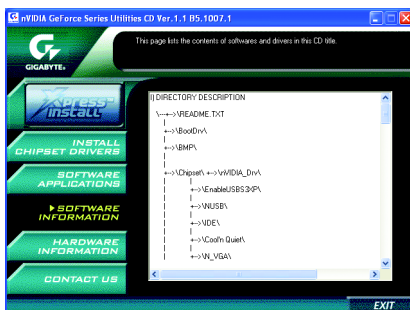 nVIDIA GeForce Series Utilities CD Ver.1.1 B5.1007.1
GIGABYTE
This page lists the contents of softwares and drivers in this CD title.
Xpress
Install
INSTALL
CHIPSET DRIVERS
SOFTWARE
APPLICATIONS
SOFTWARE
INFORMATION
HARDWARE
INFORMATION
CONTACT US
I) DIRECTORY DESCRIPTION
\---+-->\README.TXT
|
+-->\BootDrv\
|
+-->\BMP\
|
+-->\Chipset\ +-->\nVIDIA_Drv\
| |
| +-->\EnableUSBS3XP\
| |
| +-->\NUSB\
| |
| +-->\IDE\
| |
| +-->\Cool'n Quiet\
| |
| +-->\N_VGA\
EXIT